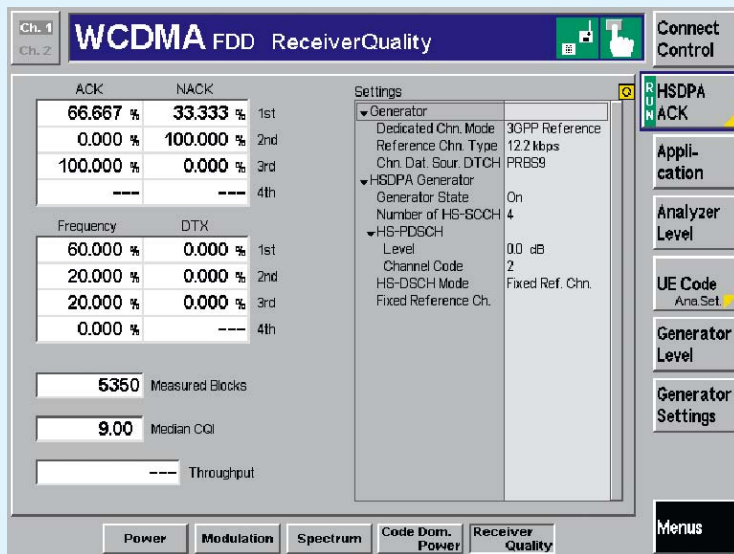 Ch. 1
Ch. 2
WCDMA FDD ReceiverQuality
Connect Control
RUN
HSDPA ACK
Appli-
cation
Analyzer Level
UE Code
Ana.Set.
Generator Level
Generator Settings
Menus
ACK NACK
66.667 % 33.333 % 1st
0.000 % 100.000 % 2nd
100.000 % 0.000 % 3rd
--- --- 4th
Frequency DTX
60.000 % 0.000 % 1st
20.000 % 0.000 % 2nd
20.000 % 0.000 % 3rd
0.000 % --- 4th
5350 Measured Blocks
9.00 Median CQI
--- Throughput
Settings
Q
Generator
Dedicated Chn. Mode 3GPP Reference
Reference Chn. Type 12.2 kbps
Chn. Dat. Sour. DTCH PRBS9
HSDPA Generator
Generator State On
Number of HS-SCCH 4
HS-PDSCH
Level 0.0 dB
Channel Code 2
HS-DSCH Mode Fixed Ref. Chn.
Fixed Reference Ch.
Power
Modulation
Spectrum
Code Dom. Power
Receiver Quality